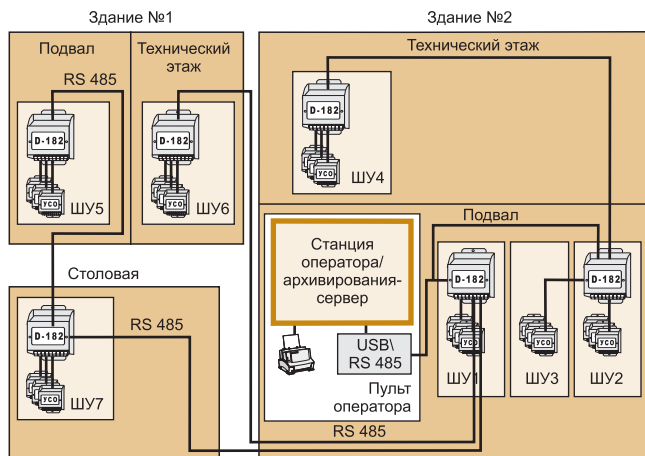 Здание №1
Здание №2
Подвал
Технический
этаж
Технический этаж
RS 485
D-182
D-182
D-182
УСО
УСО
УСО
ШУ5
ШУ6
ШУ4
Подвал
Столовая
Станция
оператора/
архивирования-
сервер
D-182
D-182
D-182
RS 485
USB\
RS 485
УСО
УСО
УСО
УСО
ШУ7
Пульт
оператора
ШУ1
ШУ3
ШУ2
RS 485